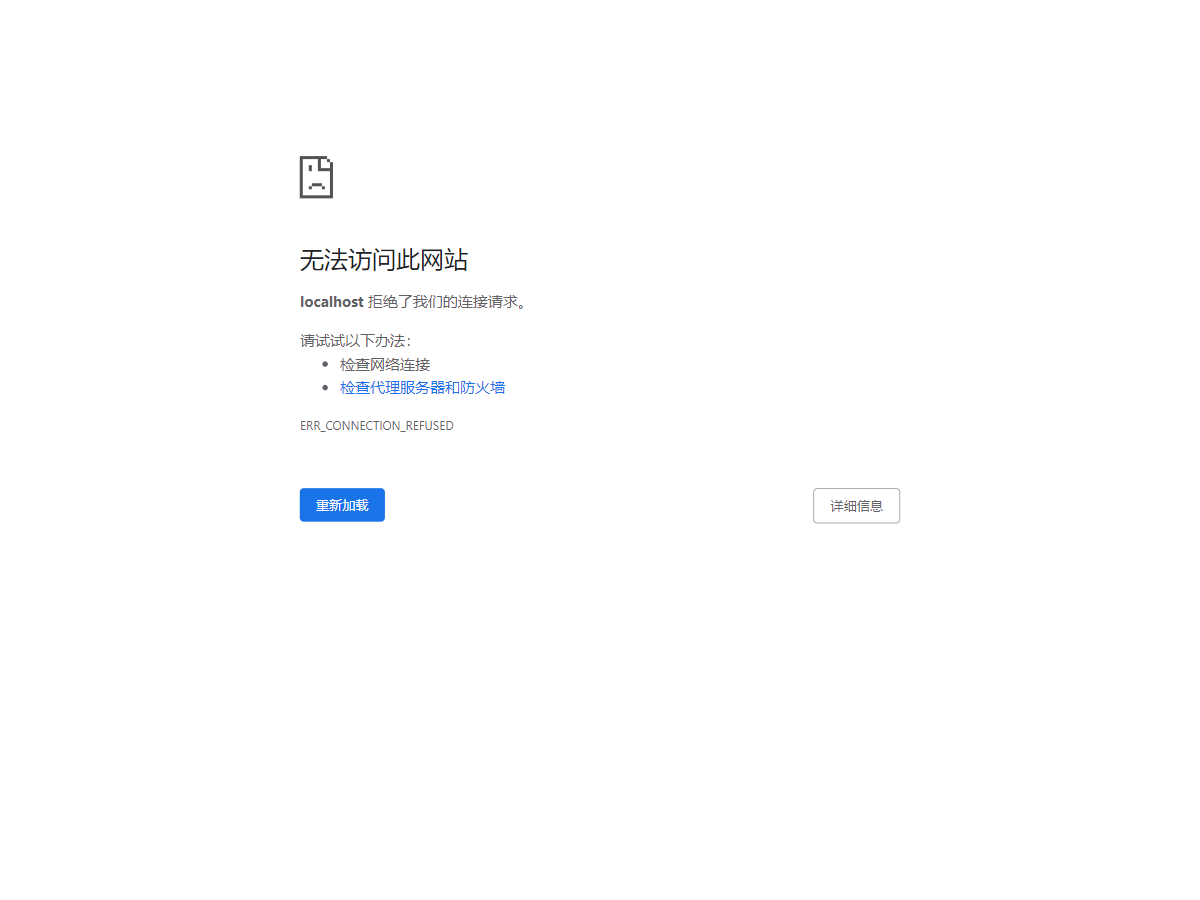 无法访问此网站
localhost 拒绝了我们的连接请求。
请试试以下办法：
检查网络连接
检查代理服务器和防火墙
ERR_CONNECTION_REFUSED
重新加载
详细信息